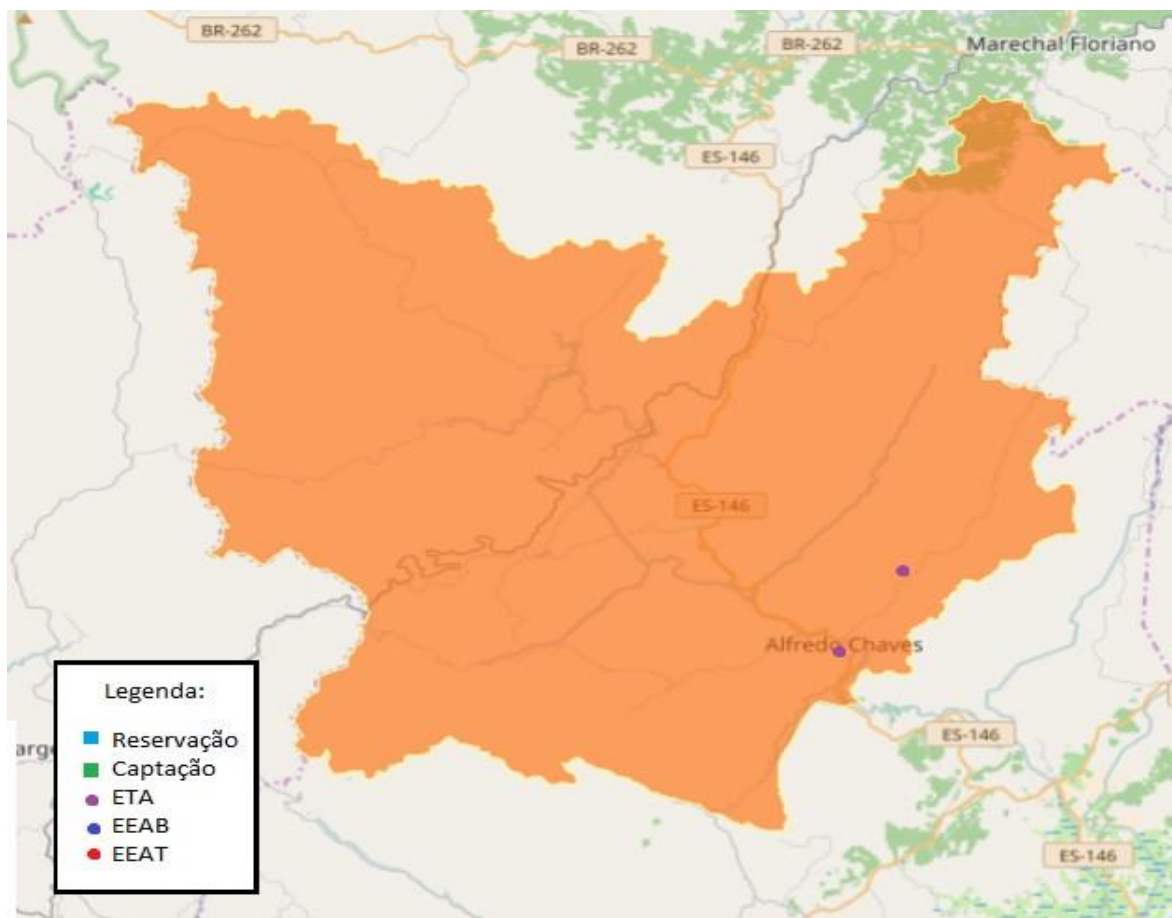 BR-262
BR-262
BR-262
Marechal Floriano
ES-146
ES-146
Alfredo Chaves
ES-146
ES-146
arge
Legenda:
Reservação
Captação
ETA
EEAB
EEAT